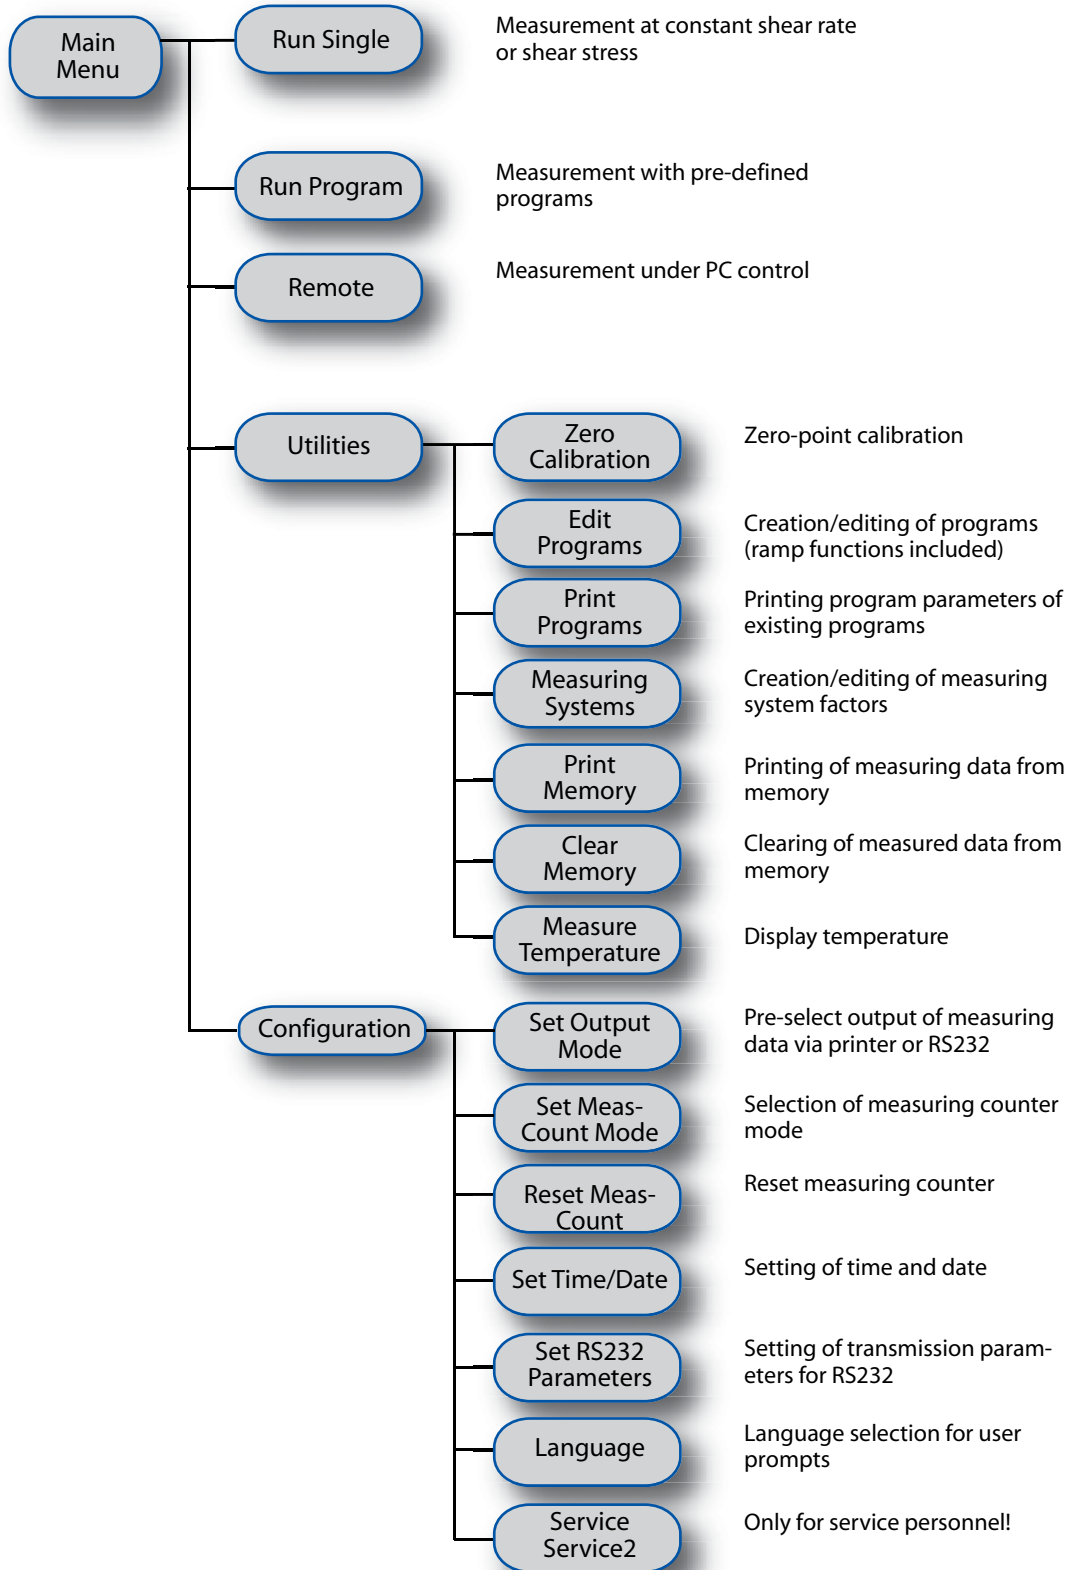 Main
Menu
Run Single
Measurement at constant shear rate
or shear stress
Run Program
Measurement with pre-defined
programs
Remote
Measurement under PC control
Utilities
Zero
Calibration
Zero-point calibration
Edit
Programs
Creation/editing of programs
(ramp functions included)
Print
Programs
Printing program parameters of
existing programs
Measuring
Systems
Creation/editing of measuring
system factors
Print
Memory
Printing of measuring data from
memory
Clear
Memory
Clearing of measured data from
memory
Measure
Temperature
Display temperature
Configuration
Set Output
Mode
Pre-select output of measuring
data via printer or RS232
Set Meas-
Count Mode
Selection of measuring counter
mode
Reset Meas-
Count
Reset measuring counter
Set Time/Date
Setting of time and date
Set RS232
Parameters
Setting of transmission param-
eters for RS232
Language
Language selection for user
prompts
Service
Service2
Only for service personnel!